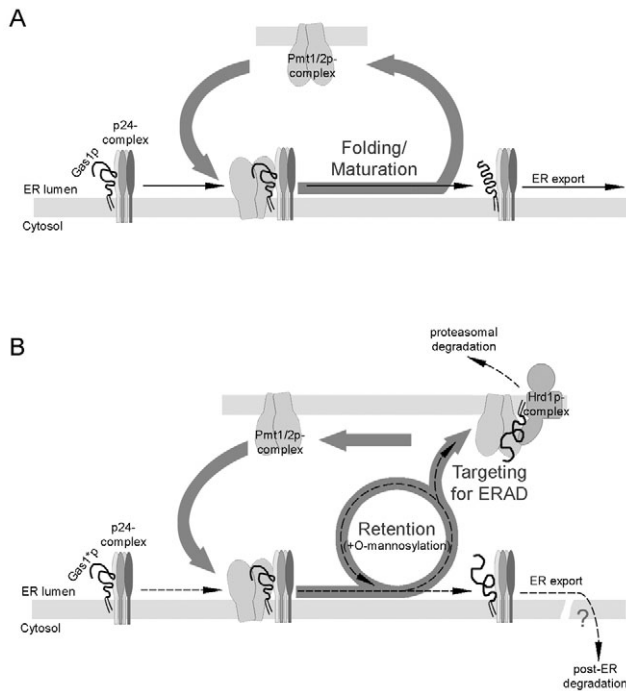 A
Pmt1/2p-
complex
p24-
complex
Gas1p
Folding/
Maturation
ER lumen
ER export
Cytosol
B
proteasomal
degradation
Hrd1p-
complex
Pmt1/2p-
complex
Targeting
for ERAD
p24-
complex
Gas1*p
Retention
(+O-mannosylation)
ER lumen
ER export
Cytosol
?
post-ER
degradation